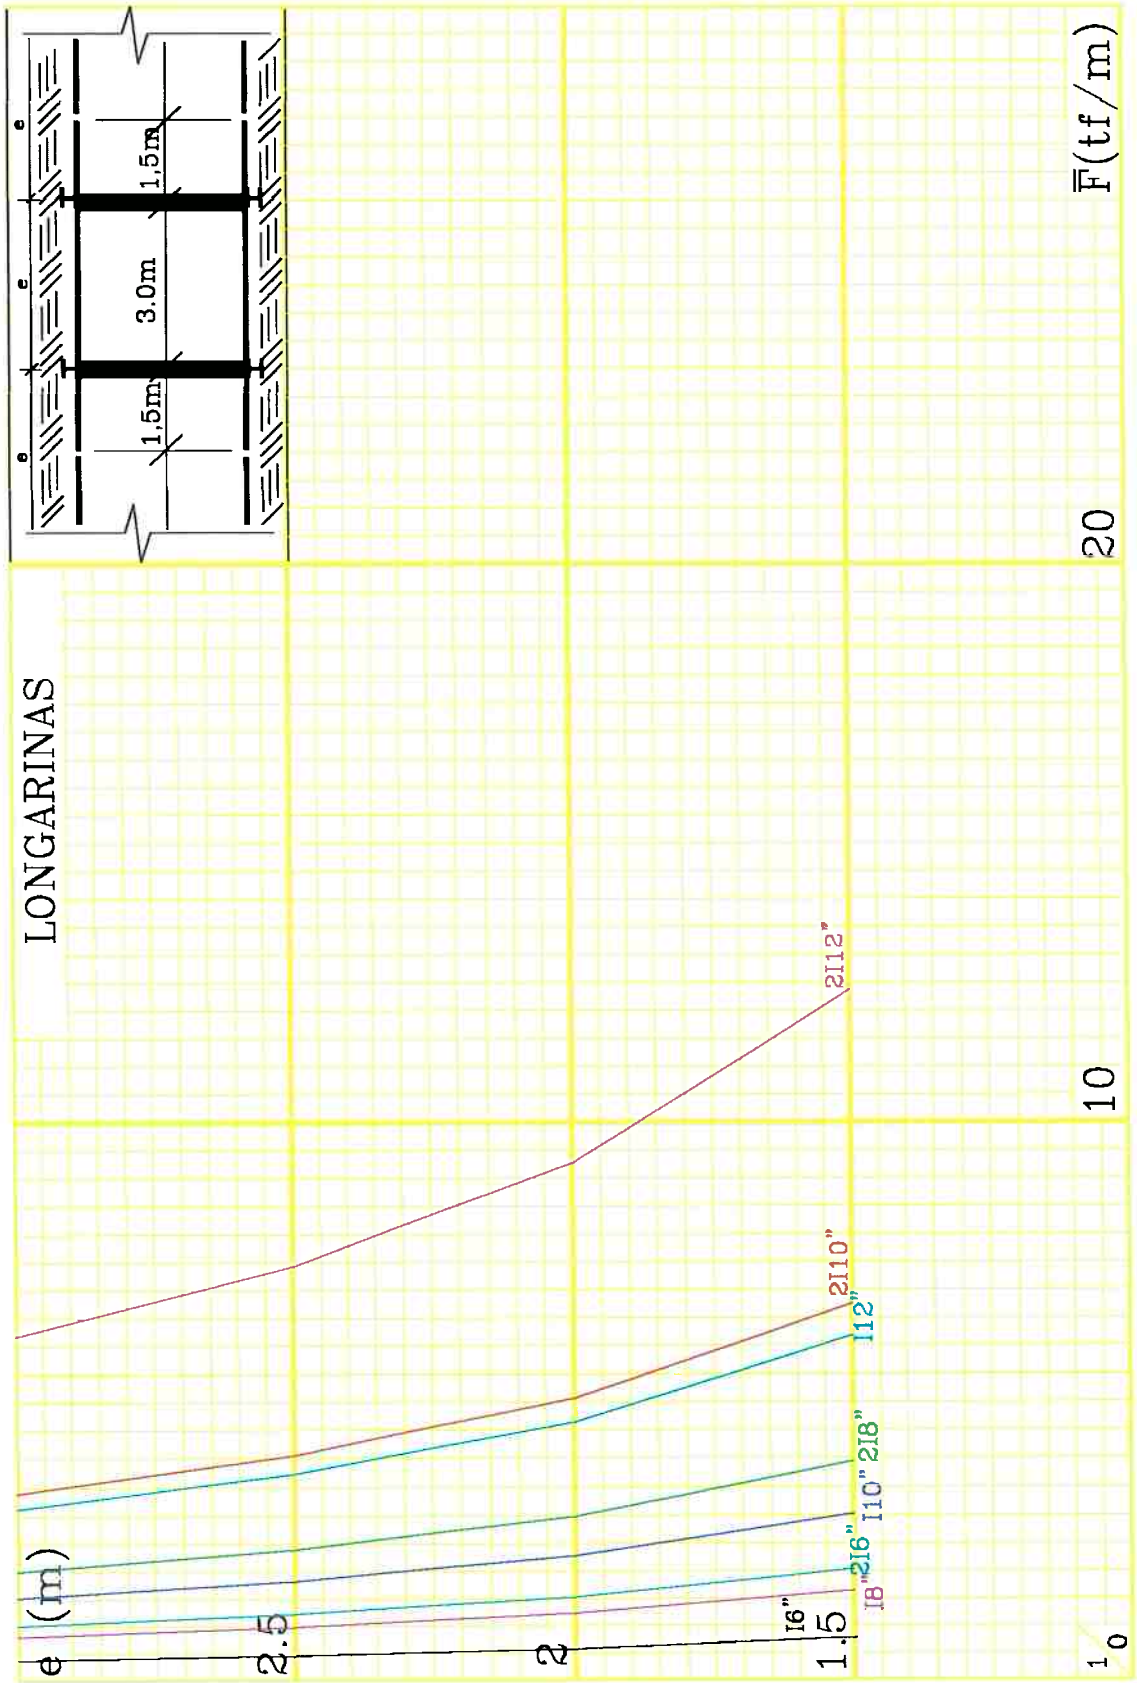 LONGARINAS
e (m)
e
e
e
1,5m
3.0m
1,5m
2.5
2
1.5
1
0
10
20
F̅(tf/m)
I6"
I8"
2I6"
I10"
2I8"
I12"
2I10"
2I12"